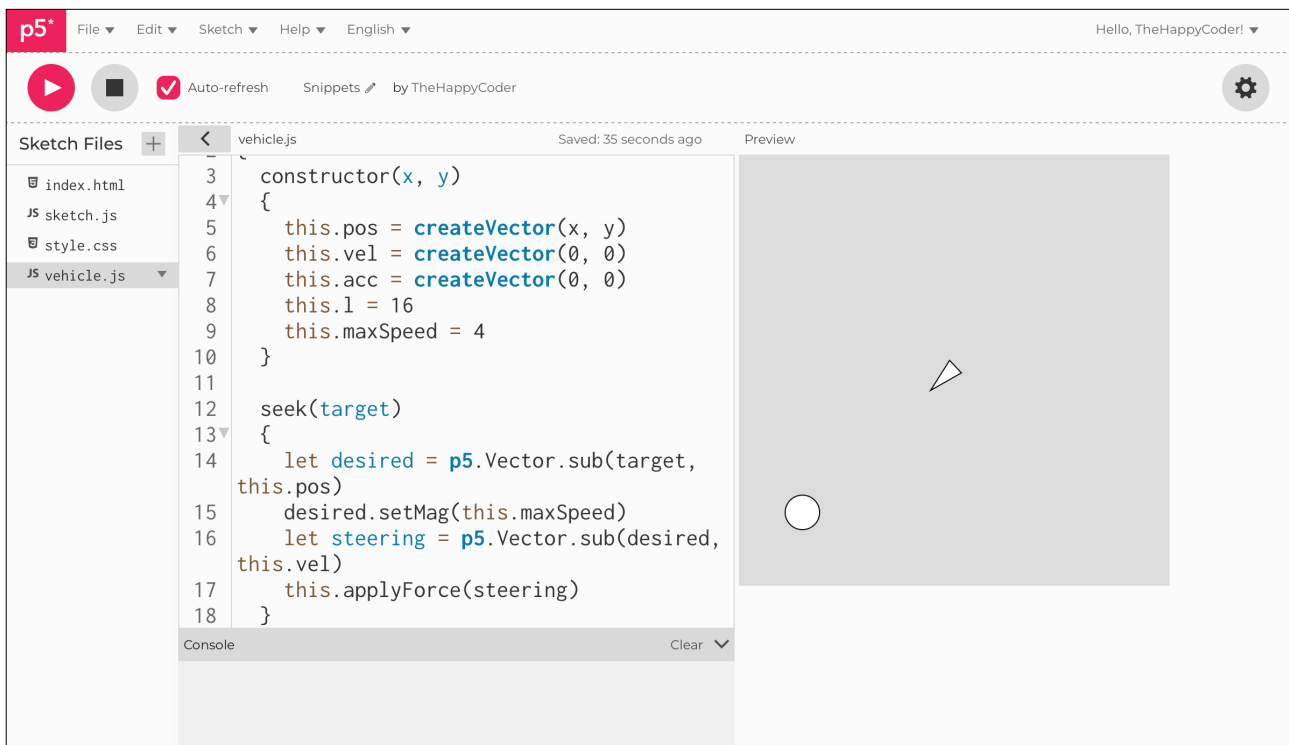 p5*
File
Edit
Sketch
Help
English
Hello, TheHappyCoder!
Auto-refresh
Snippets
by TheHappyCoder
Sketch Files
+
vehicle.js
Saved: 35 seconds ago
Preview
index.html
JS sketch.js
style.css
JS vehicle.js
3 constructor(x, y)
4 {
5 this.pos = createVector(x, y)
6 this.vel = createVector(0, 0)
7 this.acc = createVector(0, 0)
8 this.l = 16
9 this.maxSpeed = 4
10 }
11
12 seek(target)
13 {
14 let desired = p5.Vector.sub(target,
this.pos)
15 desired.setMag(this.maxSpeed)
16 let steering = p5.Vector.sub(desired,
this.vel)
17 this.applyForce(steering)
18 }
Console
Clear